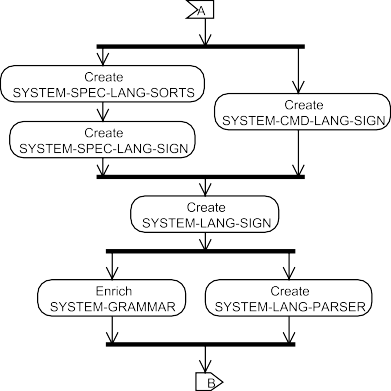 A
Create
SYSTEM-SPEC-LANG-SORTS
Create
SYSTEM-CMD-LANG-SIGN
Create
SYSTEM-SPEC-LANG-SIGN
Create
SYSTEM-LANG-SIGN
Enrich
SYSTEM-GRAMMAR
Create
SYSTEM-LANG-PARSER
B